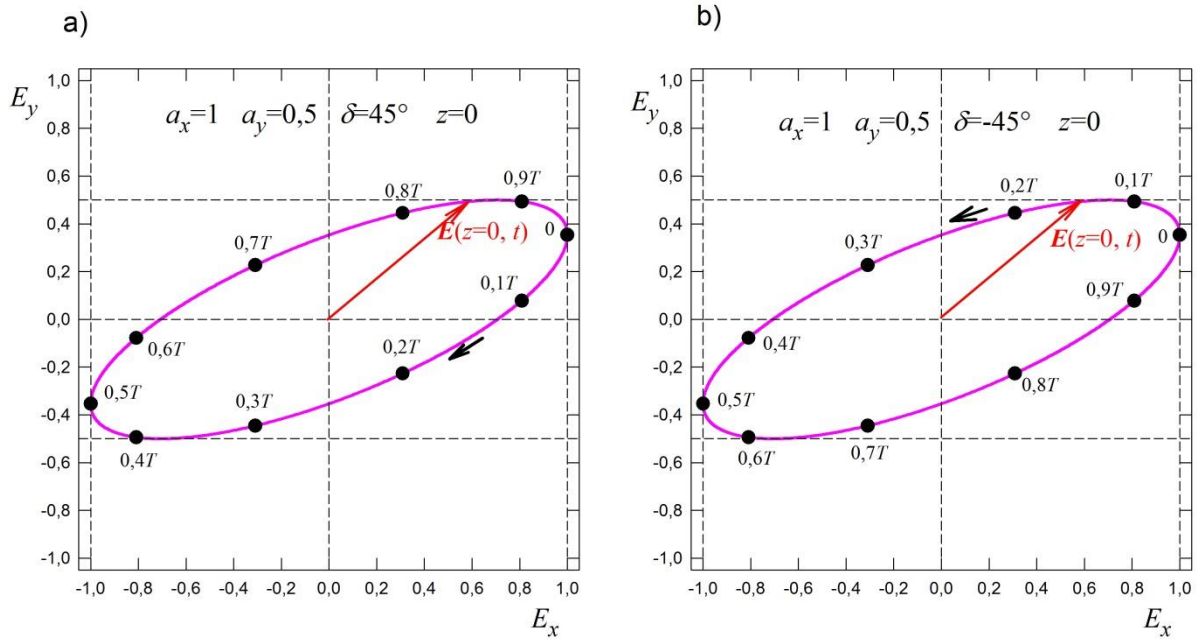 a)
E_y
a_x=1 a_y=0,5 δ=45° z=0
1,0
0,8
0,6
0,4
0,2
0,0
-0,2
-0,4
-0,6
-0,8
-1,0
0,9T
0,8T
E(z=0, t)
0
0,7T
0,1T
0,6T
0,2T
0,5T
0,3T
0,4T
-1,0 -0,8 -0,6 -0,4 -0,2 0,0 0,2 0,4 0,6 0,8 1,0
E_x
b)
E_y
a_x=1 a_y=0,5 δ=-45° z=0
1,0
0,8
0,6
0,4
0,2
0,0
-0,2
-0,4
-0,6
-0,8
-1,0
0,1T
0,2T
E(z=0, t)
0
0,3T
0,9T
0,4T
0,8T
0,5T
0,7T
0,6T
-1,0 -0,8 -0,6 -0,4 -0,2 0,0 0,2 0,4 0,6 0,8 1,0
E_x